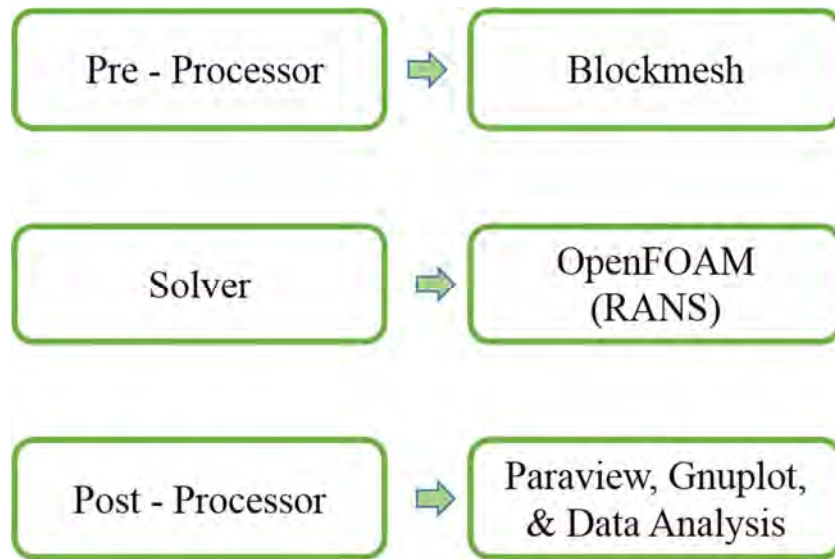 Pre - Processor
Blockmesh
Solver
OpenFOAM
(RANS)
Post - Processor
Paraview, Gnuplot,
& Data Analysis